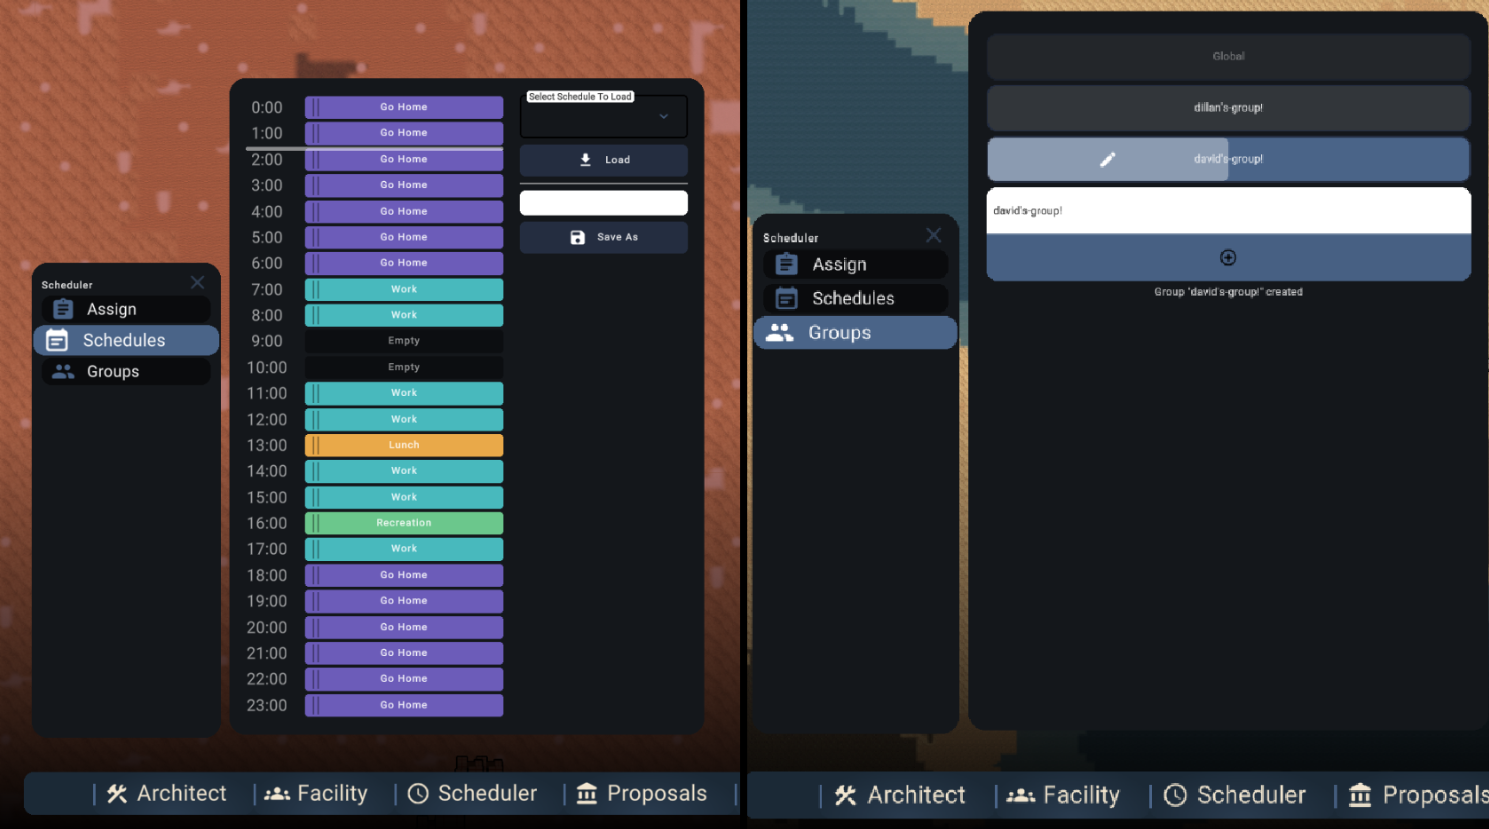 Scheduler
Assign
Schedules
Groups
0:00 Go Home
1:00 Go Home
2:00 Go Home
3:00 Go Home
4:00 Go Home
5:00 Go Home
6:00 Go Home
7:00 Work
8:00 Work
9:00 Empty
10:00 Empty
11:00 Work
12:00 Work
13:00 Lunch
14:00 Work
15:00 Work
16:00 Recreation
17:00 Work
18:00 Go Home
19:00 Go Home
20:00 Go Home
21:00 Go Home
22:00 Go Home
23:00 Go Home
Select Schedule To Load
Load
Save As
Architect Facility Scheduler Proposals
Scheduler
Assign
Schedules
Groups
Global
dillan's-group!
david's-group!
david's-group!
Group "david's-group!" created
Architect Facility Scheduler Proposals